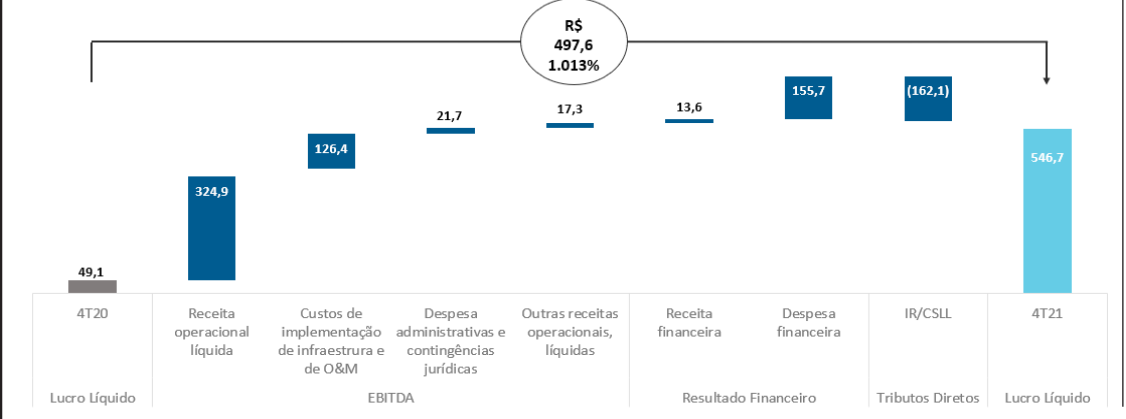 R$
497,6
1.013%
49,1
324,9
126,4
21,7
17,3
13,6
155,7
(162,1)
546,7
4T20
Receita
operacional
líquida
Custos de
implementação
de infraestrura e
de O&M
Despesa
administrativas e
contingências
jurídicas
Outras receitas
operacionais,
líquidas
Receita
financeira
Despesa
financeira
IR/CSLL
4T21
Lucro Líquido
EBITDA
Resultado Financeiro
Tributos Diretos
Lucro Líquido